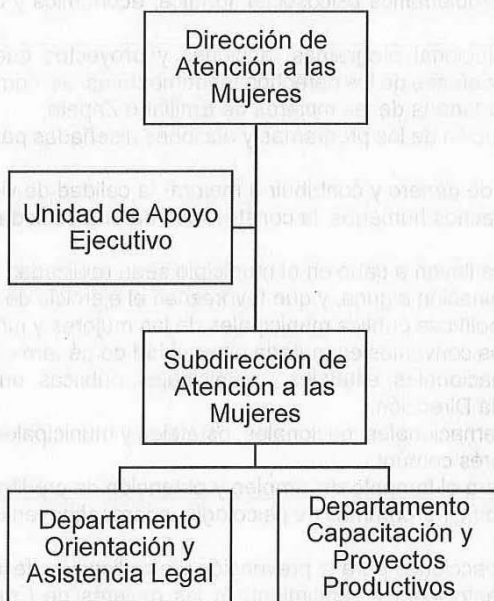 Dirección de
Atención a las
Mujeres
Unidad de Apoyo
Ejecutivo
Subdirección de
Atención a las
Mujeres
Departamento
Orientación y
Asistencia Legal
Departamento
Capacitación y
Proyectos
Productivos